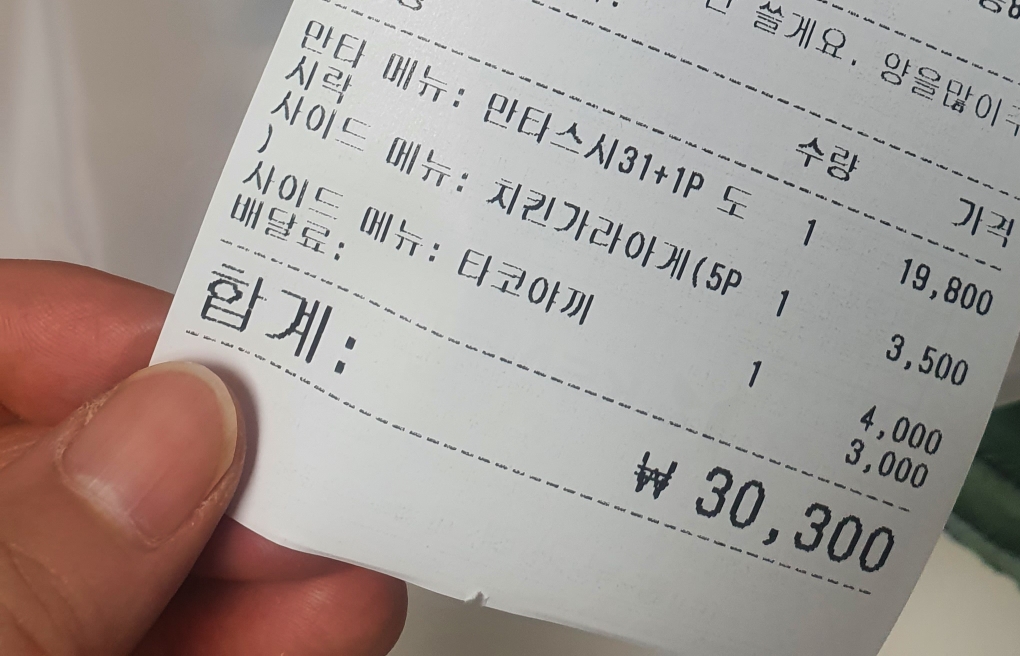 쓸게요. 양을많이
수량 가격
만타 메뉴: 만타스시31+1P 도 1 19,800
시락
사이드 메뉴: 치킨가라아게(5P 1 3,500
)
사이드 메뉴: 타코야끼 1 4,000
배달료: 3,000
합계: ₩ 30,300